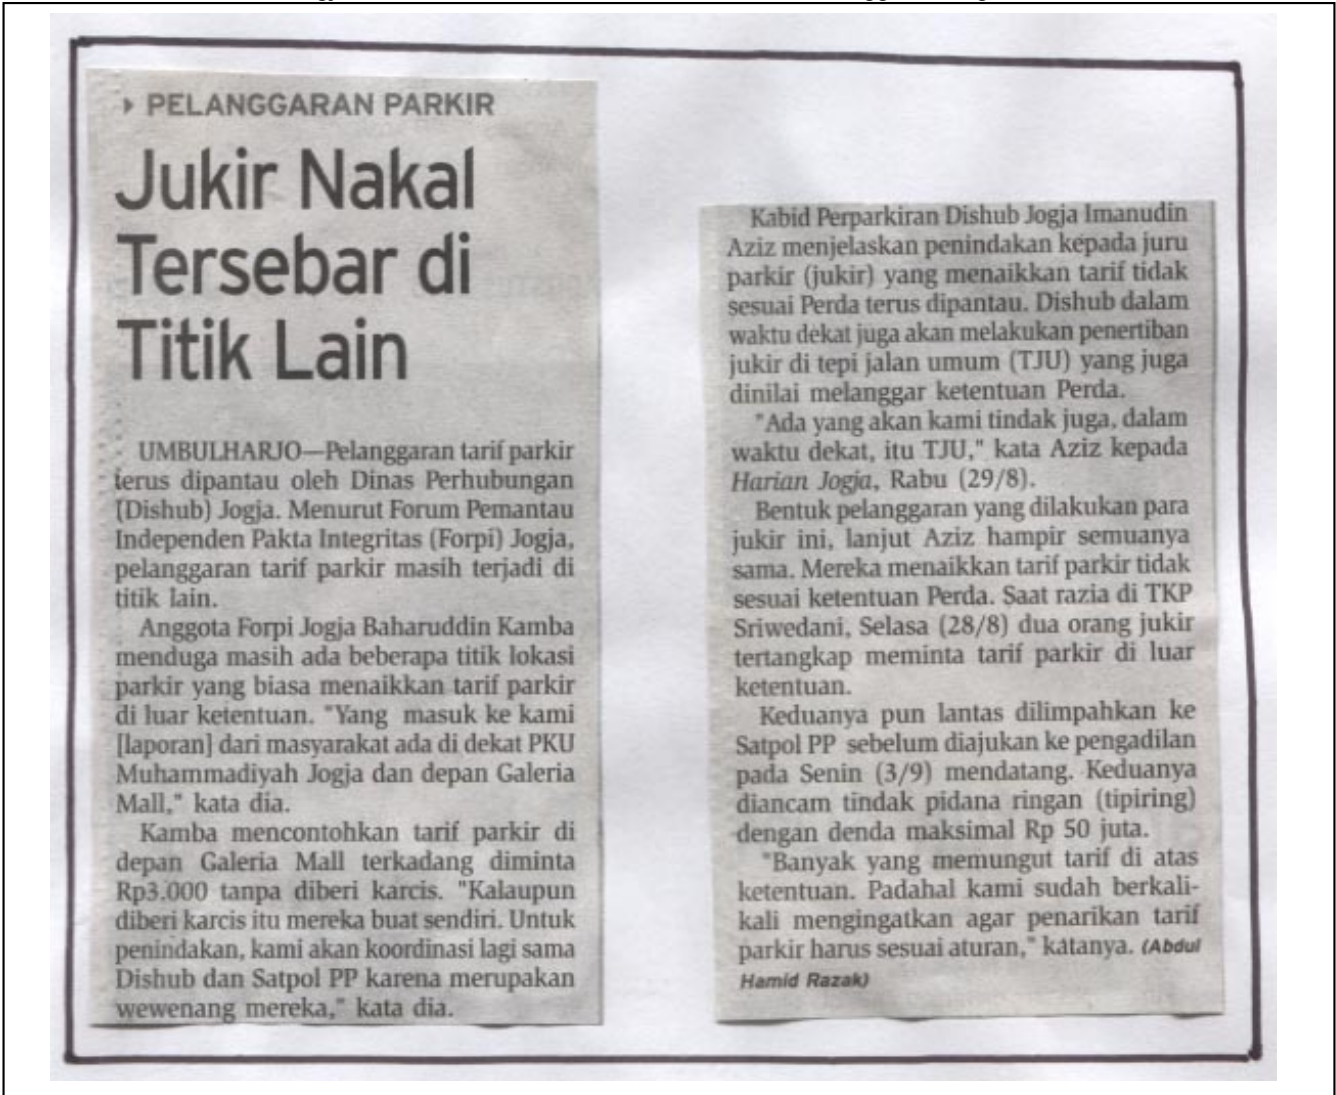 PELANGGARAN PARKIR
Jukir Nakal
Tersebar di
Titik Lain
UMBULHARJO—Pelanggaran tarif parkir
terus dipantau oleh Dinas Perhubungan
(Dishub) Jogja. Menurut Forum Pemantau
Independen Pakta Integritas (Forpi) Jogja,
pelanggaran tarif parkir masih terjadi di
titik lain.
Anggota Forpi Jogja Baharuddin Kamba
menduga masih ada beberapa titik lokasi
parkir yang biasa menaikkan tarif parkir
di luar ketentuan. "Yang masuk ke kami
[laporan] dari masyarakat ada di dekat PKU
Muhammadiyah Jogja dan depan Galeria
Mall," kata dia.
Kamba mencontohkan tarif parkir di
depan Galeria Mall terkadang diminta
Rp3.000 tanpa diberi karcis. "Kalaupun
diberi karcis itu mereka buat sendiri. Untuk
penindakan, kami akan koordinasi lagi sama
Dishub dan Satpol PP karena merupakan
wewenang mereka," kata dia.
Kabid Perparkiran Dishub Jogja Imanudin
Aziz menjelaskan penindakan kepada juru
parkir (jukir) yang menaikkan tarif tidak
sesuai Perda terus dipantau. Dishub dalam
waktu dekat juga akan melakukan penertiban
jukir di tepi jalan umum (TJU) yang juga
dinilai melanggar ketentuan Perda.
"Ada yang akan kami tindak juga, dalam
waktu dekat, itu TJU," kata Aziz kepada
Harian Jogja, Rabu (29/8).
Bentuk pelanggaran yang dilakukan para
jukir ini, lanjut Aziz hampir semuanya
sama. Mereka menaikkan tarif parkir tidak
sesuai ketentuan Perda. Saat razia di TKP
Sriwedani, Selasa (28/8) dua orang jukir
tertangkap meminta tarif parkir di luar
ketentuan.
Keduanya pun lantas dilimpahkan ke
Satpol PP sebelum diajukan ke pengadilan
pada Senin (3/9) mendatang. Keduanya
diancam tindak pidana ringan (tipiring)
dengan denda maksimal Rp 50 juta.
"Banyak yang memungut tarif di atas
ketentuan. Padahal kami sudah berkali-
kali mengingatkan agar penarikan tarif
parkir harus sesuai aturan," katanya. (Abdul
Hamid Razak)